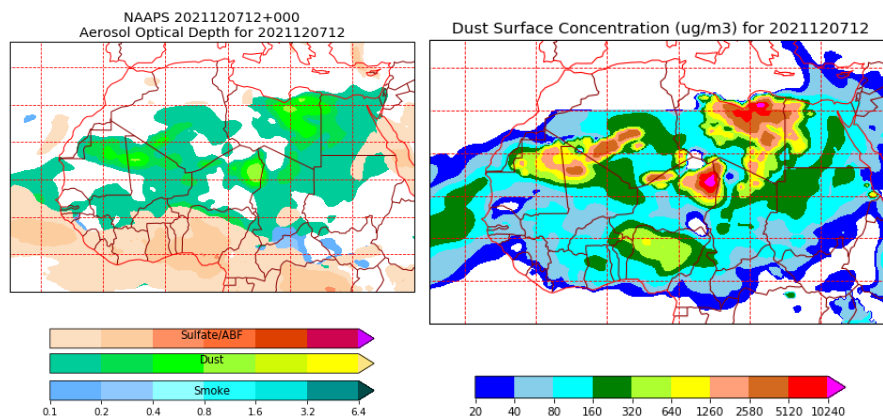 NAAPS 2021120712+000
Aerosol Optical Depth for 2021120712
Sulfate/ABF
Dust
Smoke
0.1 0.2 0.4 0.8 1.6 3.2 6.4
Dust Surface Concentration (ug/m3) for 2021120712
20 40 80 160 320 640 1260 2580 5120 10240